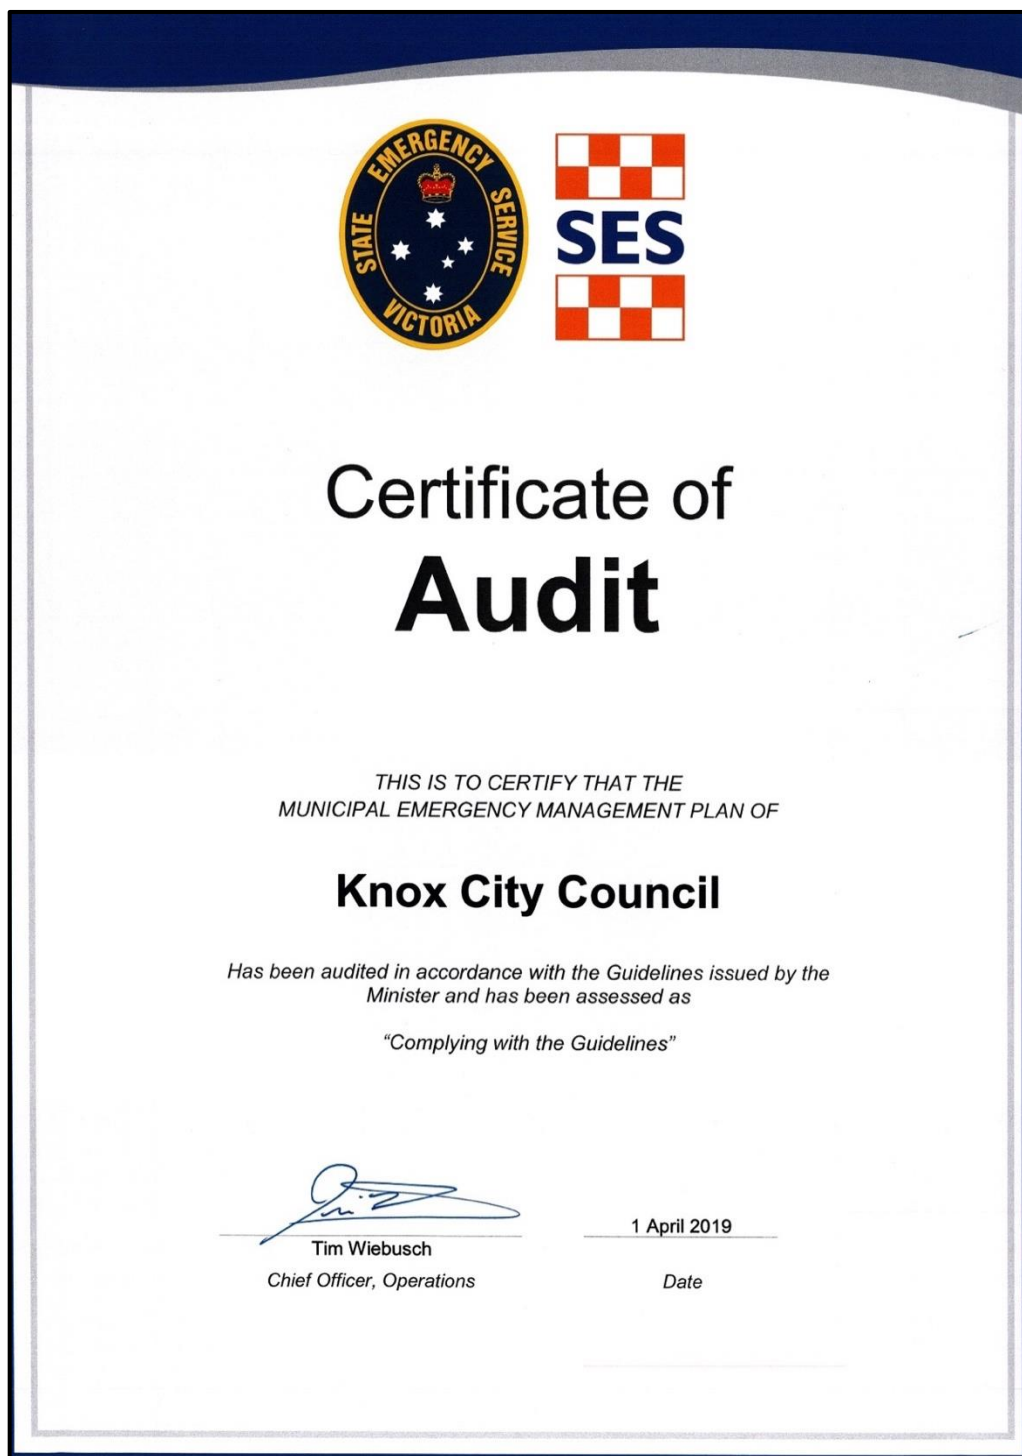 STATE EMERGENCY SERVICE
VICTORIA
SES
Certificate of
Audit
THIS IS TO CERTIFY THAT THE
MUNICIPAL EMERGENCY MANAGEMENT PLAN OF
Knox City Council
Has been audited in accordance with the Guidelines issued by the
Minister and has been assessed as
“Complying with the Guidelines”
Tim Wiebusch
Chief Officer, Operations
1 April 2019
Date